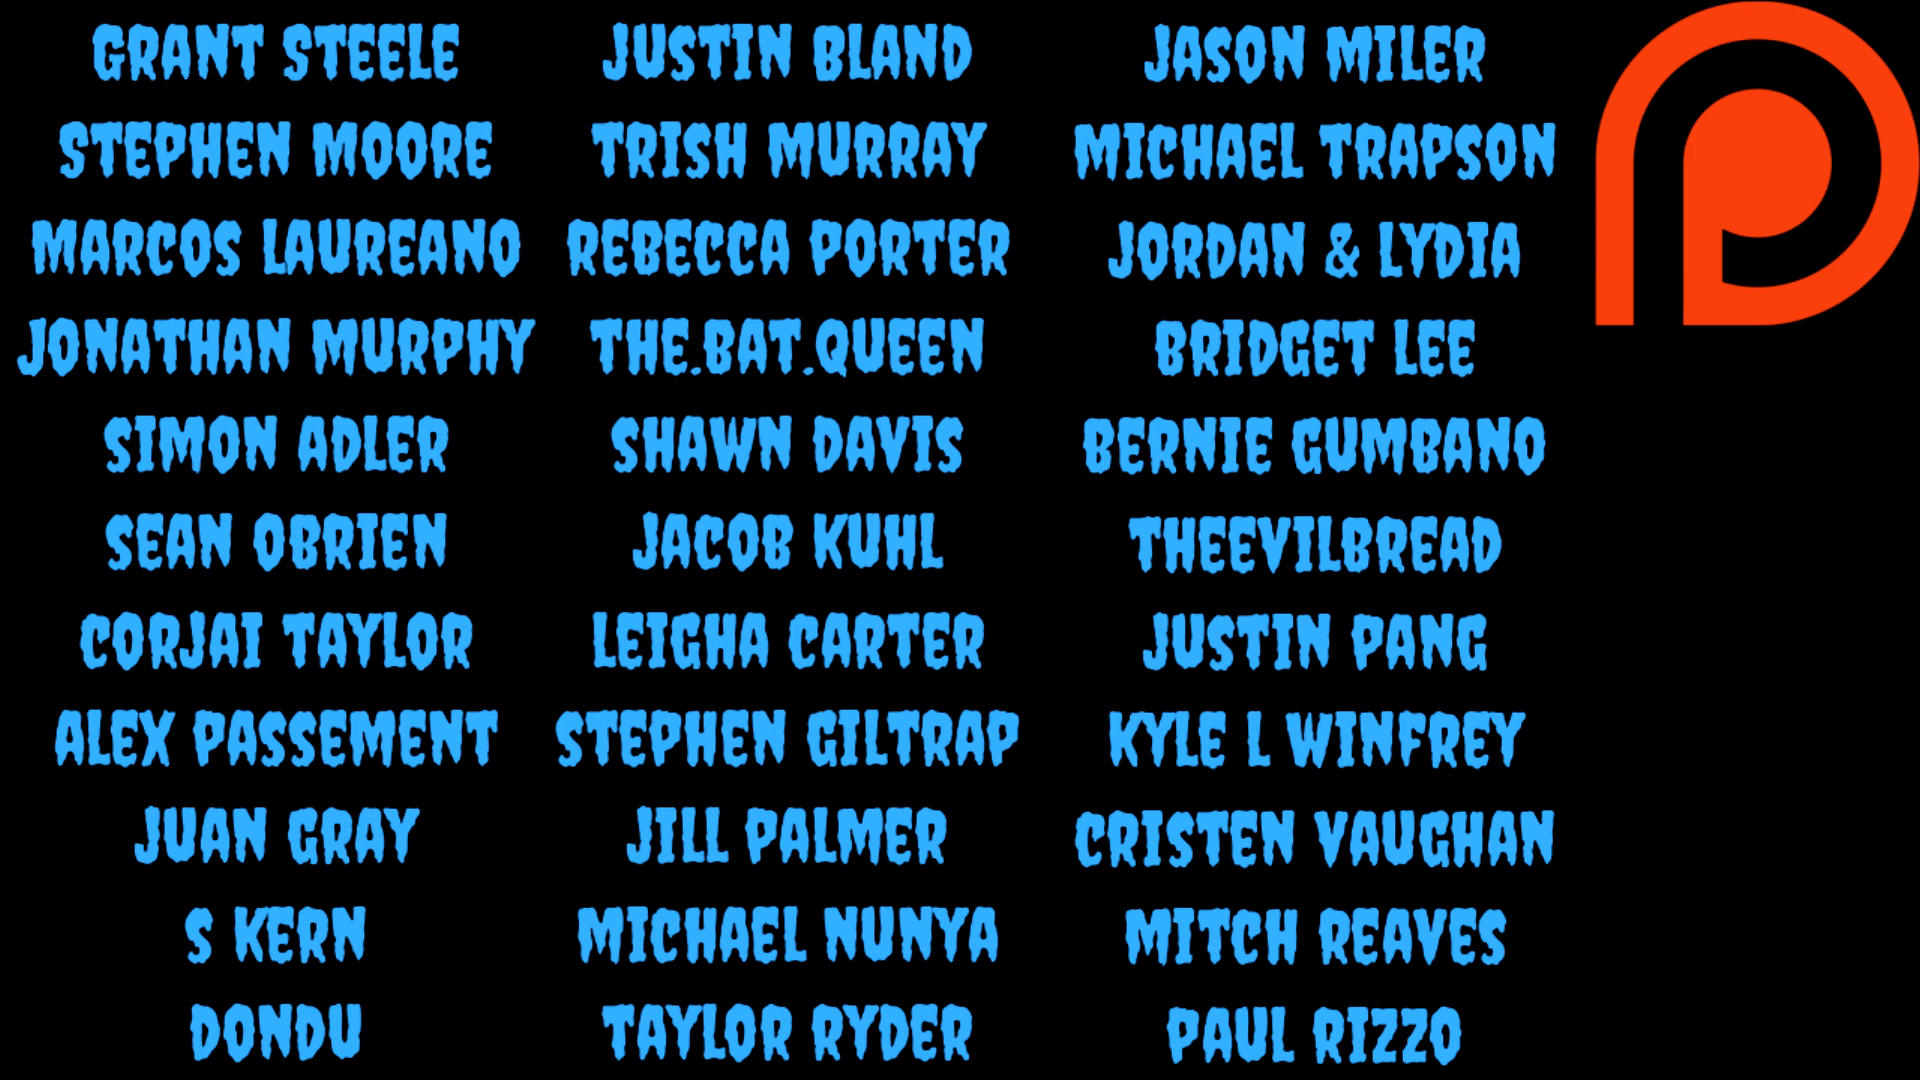 GRANT STEELE
STEPHEN MOORE
MARCOS LAUREANO
JONATHAN MURPHY
SIMON ADLER
SEAN OBRIEN
CORJAI TAYLOR
ALEX PASSEMENT
JUAN GRAY
S KERN
DONDU
JUSTIN BLAND
TRISH MURRAY
REBECCA PORTER
THE.BAT.QUEEN
SHAWN DAVIS
JACOB KUHL
LEIGHA CARTER
STEPHEN GILTRAP
JILL PALMER
MICHAEL NUNYA
TAYLOR RYDER
JASON MILER
MICHAEL TRAPSON
JORDAN & LYDIA
BRIDGET LEE
BERNIE GUMBANO
THEEVILBREAD
JUSTIN PANG
KYLE L WINFREY
CRISTEN VAUGHAN
MITCH REAVES
PAUL RIZZO